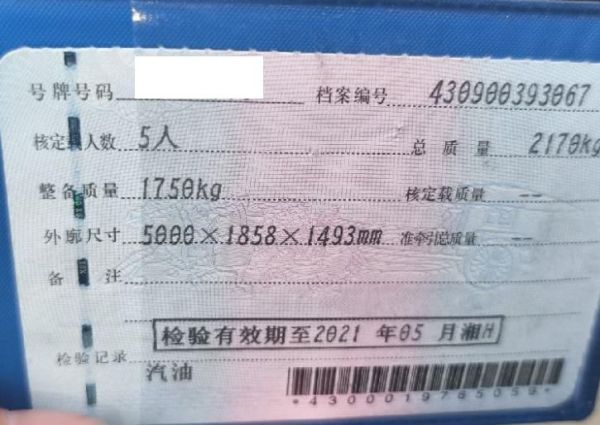 号牌号码 档案编号 430900393067
核定载人数 5人 总质量 2170kg
整备质量 1750kg 核定载质量 --
外廓尺寸 5000×1858×1493mm 准牵引总质量 --
备注
检验有效期至2021 年05 月湘H
检验记录
汽油
*4300019785059*